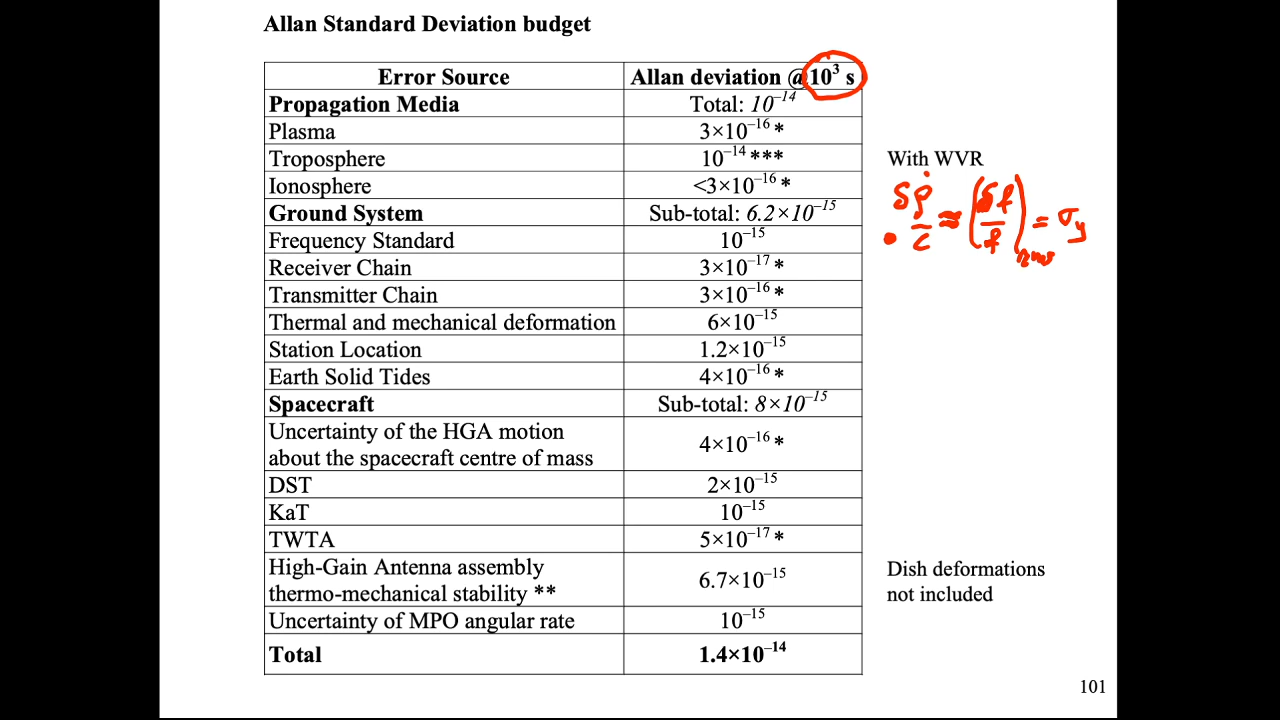 Allan Standard Deviation budget
Error Source Allan deviation @ 10³ s
Propagation Media Total: 10⁻¹⁴
Plasma 3×10⁻¹⁶ *
Troposphere 10⁻¹⁴ *** With WVR
Ionosphere <3×10⁻¹⁶ *
Ground System Sub-total: 6.2×10⁻¹⁵
δρ̇/c ≈ (δf/f)rms = σy
Frequency Standard 10⁻¹⁵
Receiver Chain 3×10⁻¹⁷ *
Transmitter Chain 3×10⁻¹⁶ *
Thermal and mechanical deformation 6×10⁻¹⁵
Station Location 1.2×10⁻¹⁵
Earth Solid Tides 4×10⁻¹⁶ *
Spacecraft Sub-total: 8×10⁻¹⁵
Uncertainty of the HGA motion
about the spacecraft centre of mass 4×10⁻¹⁶ *
DST 2×10⁻¹⁵
KaT 10⁻¹⁵
TWTA 5×10⁻¹⁷ *
High-Gain Antenna assembly
thermo-mechanical stability ** 6.7×10⁻¹⁵
Dish deformations
not included
Uncertainty of MPO angular rate 10⁻¹⁵
Total 1.4×10⁻¹⁴
101